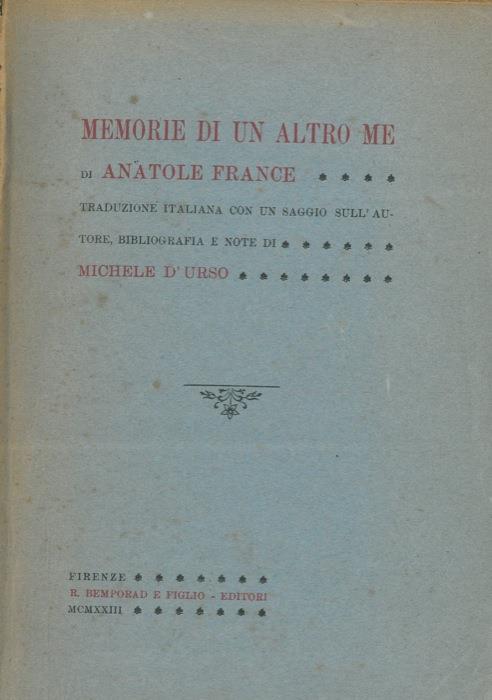 MEMORIE DI UN ALTRO ME
DI ANATOLE FRANCE
TRADUZIONE ITALIANA CON UN SAGGIO SULL' AU-
TORE, BIBLIOGRAFIA E NOTE DI
MICHELE D' URSO
FIRENZE
R. BEMPORAD E FIGLIO - EDITORI
MCMXXIII